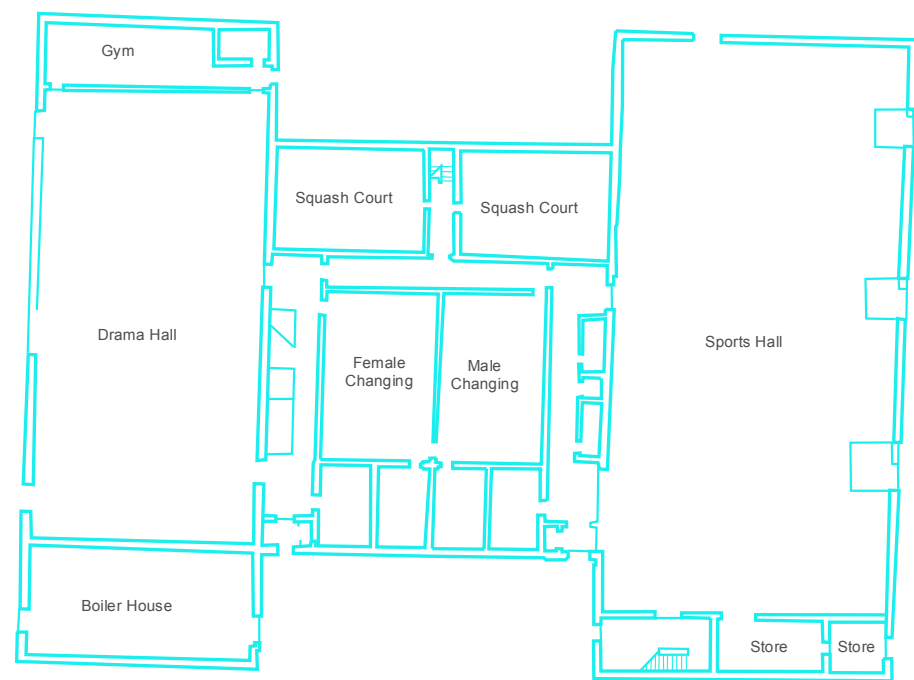 Gym
Squash Court
Squash Court
Drama Hall
Sports Hall
Female
Changing
Male
Changing
Boiler House
Store
Store